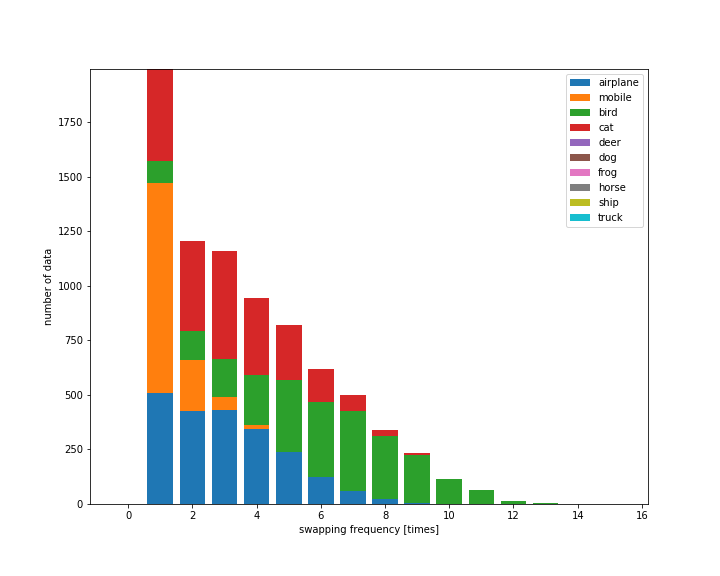 airplane
mobile
bird
cat
deer
dog
frog
horse
ship
truck
number of data
1750
1500
1250
1000
750
500
250
0
0 2 4 6 8 10 12 14 16
swapping frequency [times]